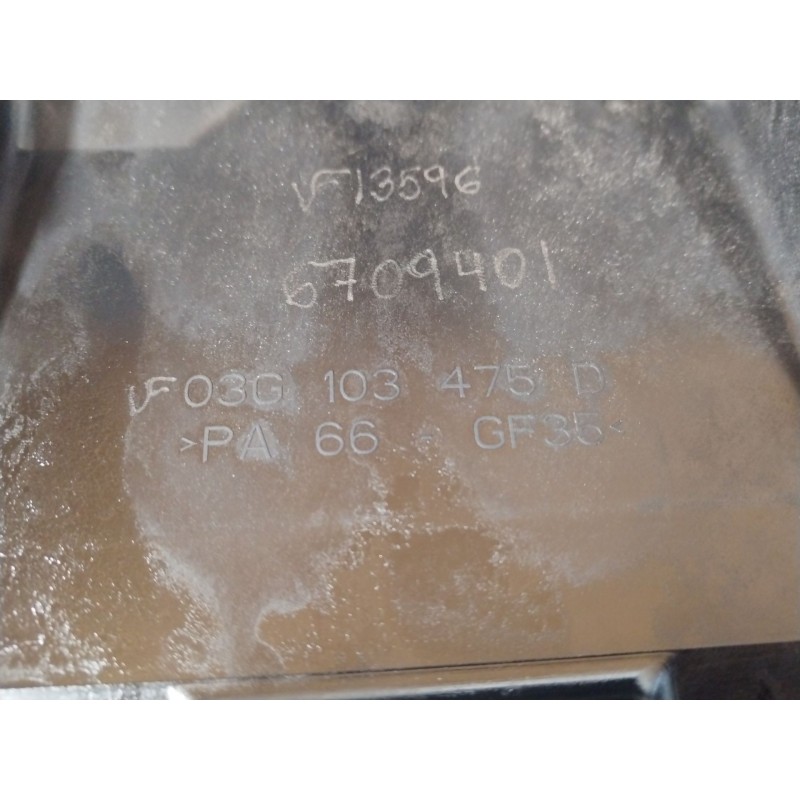 VF13596
6709401
VF03G 103 475 D
>PA 66 - GF35<